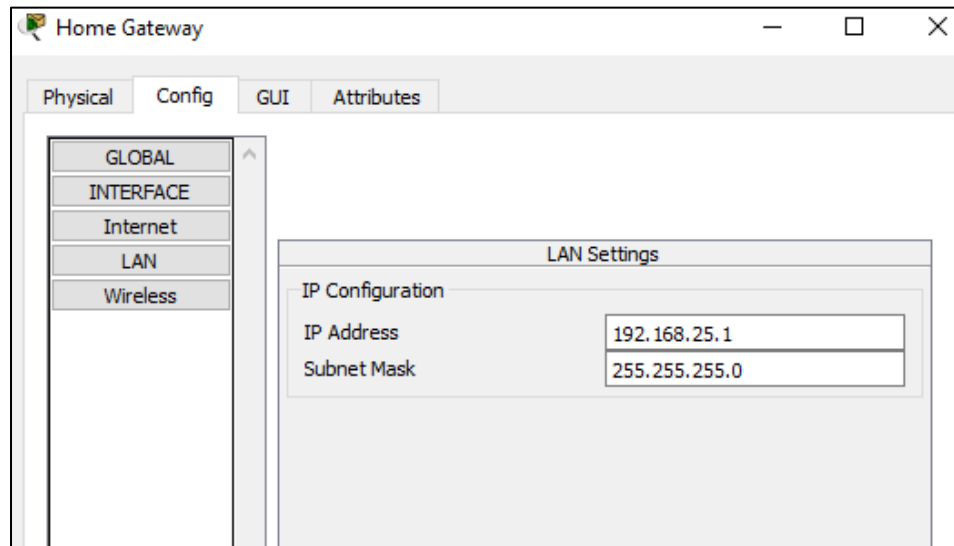 Home Gateway
Physical Config GUI Attributes
GLOBAL
INTERFACE
Internet
LAN
Wireless
LAN Settings
IP Configuration
IP Address 192.168.25.1
Subnet Mask 255.255.255.0